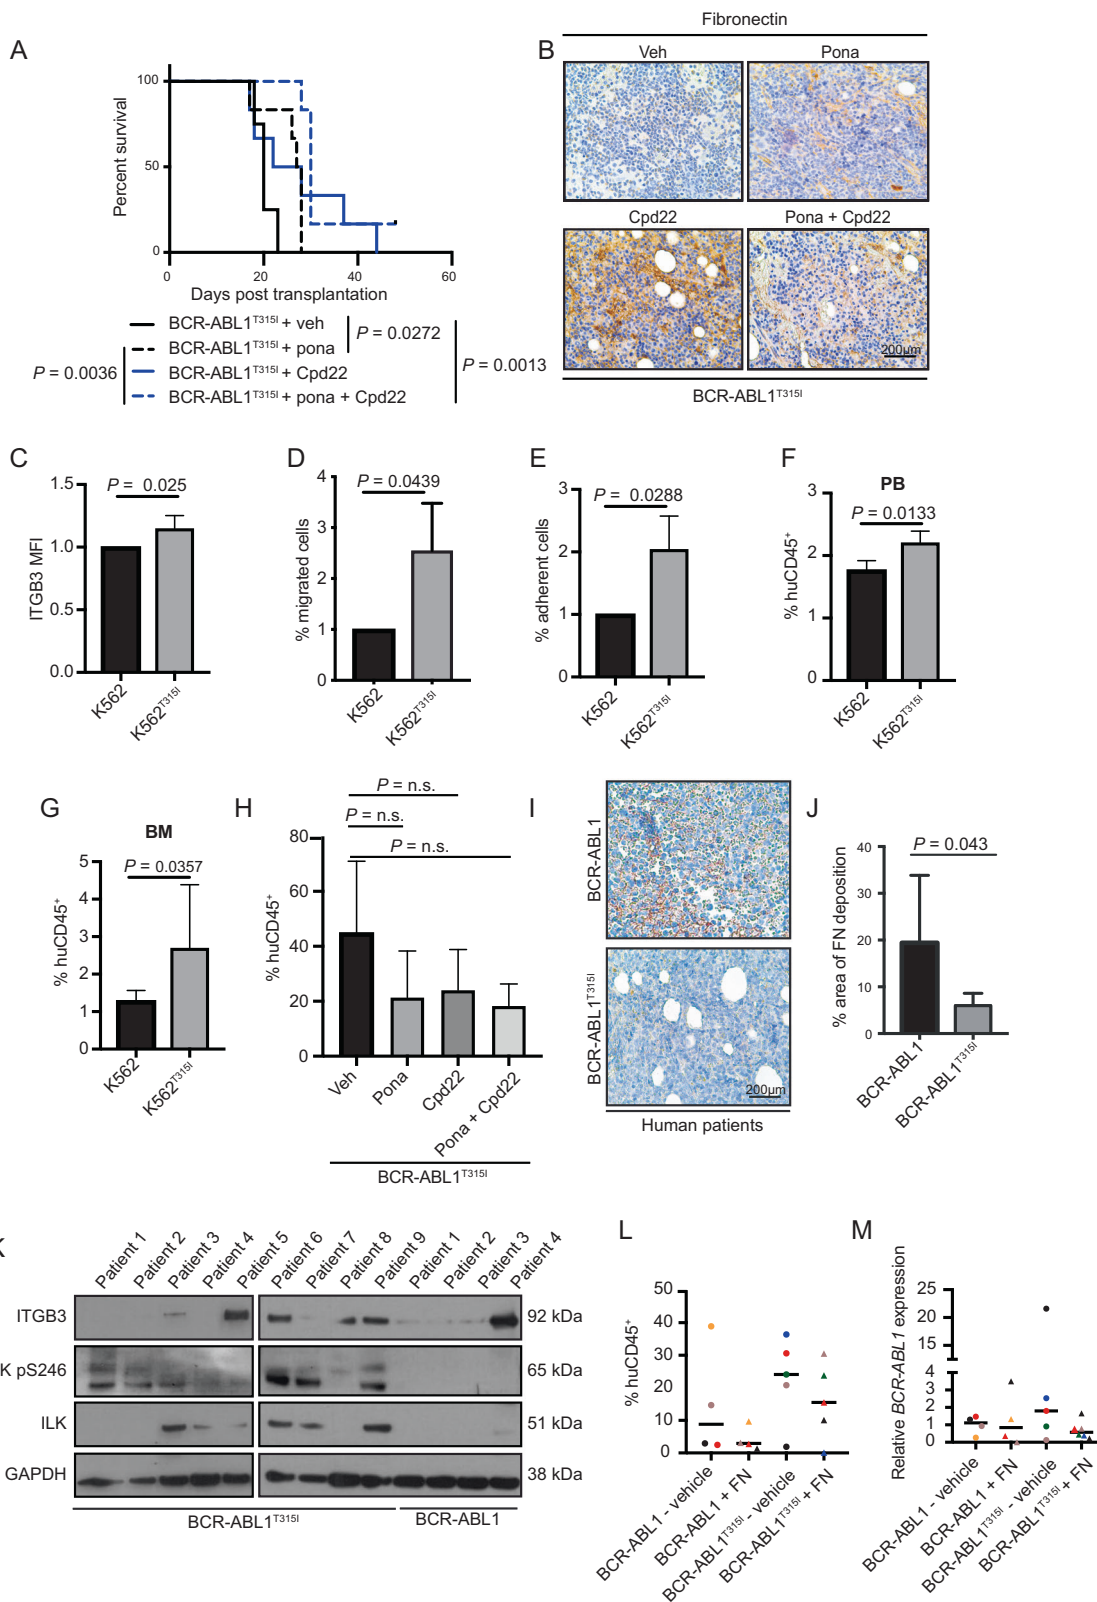 Fibronectin
A
B
Veh
Pona
Percent survival
100
50
0
0
20
40
60
Days post transplantation
Cpd22
Pona + Cpd22
200µm
BCR-ABL1T315I
BCR-ABL1T315I + veh
BCR-ABL1T315I + pona
BCR-ABL1T315I + Cpd22
BCR-ABL1T315I + pona + Cpd22
P = 0.0272
P = 0.0036
P = 0.0013
C
ITGB3 MFI
1.5
1.0
0.5
0.0
P = 0.025
K562
K562T315I
D
% migrated cells
4
3
2
1
0
P = 0.0439
K562
K562T315I
E
% adherent cells
3
2
1
0
P = 0.0288
K562
K562T315I
F
PB
% huCD45+
3
2
1
0
P = 0.0133
K562
K562T315I
G
BM
% huCD45+
5
4
3
2
1
0
P = 0.0357
K562
K562T315I
H
P = n.s.
P = n.s.
P = n.s.
% huCD45+
80
60
40
20
0
Veh
Pona
Cpd22
Pona + Cpd22
BCR-ABL1T315I
I
BCR-ABL1
BCR-ABL1T315I
200µm
Human patients
J
% area of FN deposition
40
30
20
10
0
P = 0.043
BCR-ABL1
BCR-ABL1T315I
Patient 1
Patient 2
Patient 3
Patient 4
Patient 5
Patient 6
Patient 7
Patient 8
Patient 9
Patient 1
Patient 2
Patient 3
Patient 4
ITGB3
92 kDa
K pS246
65 kDa
ILK
51 kDa
GAPDH
38 kDa
BCR-ABL1T315I
BCR-ABL1
L
% huCD45+
50
40
30
20
10
0
BCR-ABL1 - vehicle
BCR-ABL1 + FN
BCR-ABL1T315I - vehicle
BCR-ABL1T315I + FN
M
Relative BCR-ABL1 expression
25
20
15
4
3
2
1
0
BCR-ABL1 - vehicle
BCR-ABL1 + FN
BCR-ABL1T315I - vehicle
BCR-ABL1T315I + FN